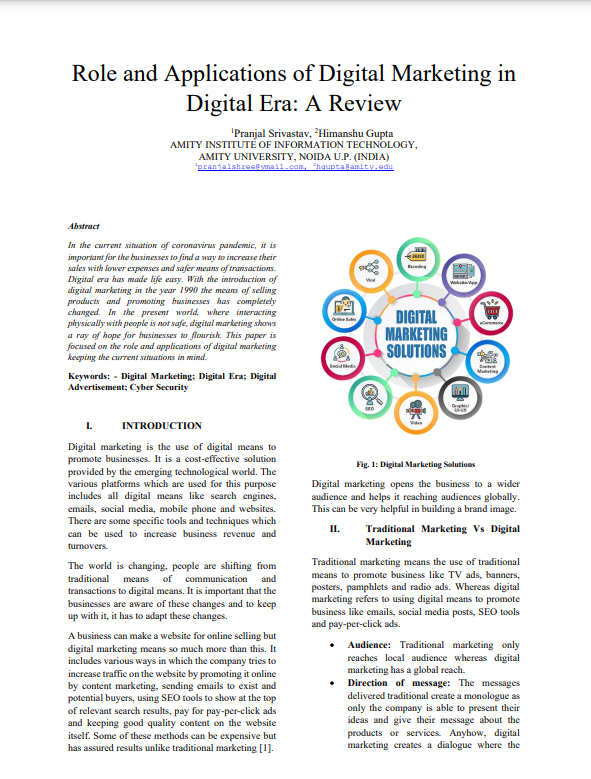 Role and Applications of Digital Marketing in
Digital Era: A Review
¹Pranjal Srivastav, ²Himanshu Gupta
AMITY INSTITUTE OF INFORMATION TECHNOLOGY,
AMITY UNIVERSITY, NOIDA U.P. (INDIA)
¹pranjalshree@ymail.com, ²hgupta@amity.edu
Abstract
In the current situation of coronavirus pandemic, it is
important for the businesses to find a way to increase their
sales with lower expenses and safer means of transactions.
Digital era has made life easy. With the introduction of
digital marketing in the year 1990 the means of selling
products and promoting businesses has completely
changed. In the present world, where interacting
physically with people is not safe, digital marketing shows
a ray of hope for businesses to flourish. This paper is
focused on the role and applications of digital marketing
keeping the current situations in mind.
Keywords: - Digital Marketing; Digital Era; Digital
Advertisement; Cyber Security
I. INTRODUCTION
Digital marketing is the use of digital means to
promote businesses. It is a cost-effective solution
provided by the emerging technological world. The
various platforms which are used for this purpose
includes all digital means like search engines,
emails, social media, mobile phone and websites.
There are some specific tools and techniques which
can be used to increase business revenue and
turnovers.
The world is changing, people are shifting from
traditional means of communication and
transactions to digital means. It is important that the
businesses are aware of these changes and to keep
up with it, it has to adapt these changes.
A business can make a website for online selling but
digital marketing means so much more than this. It
includes various ways in which the company tries to
increase traffic on the website by promoting it online
by content marketing, sending emails to exist and
potential buyers, using SEO tools to show at the top
of relevant search results, pay for pay-per-click ads
and keeping good quality content on the website
itself. Some of these methods can be expensive but
has assured results unlike traditional marketing [1].
Branding
Viral
Website/App
Online Sales
eCommerce
DIGITAL
MARKETING
SOLUTIONS
Social Media
Content
Marketing
SEO
Graphic/
UI-UX
Video
Fig. 1: Digital Marketing Solutions
Digital marketing opens the business to a wider
audience and helps it reaching audiences globally.
This can be very helpful in building a brand image.
II. Traditional Marketing Vs Digital
Marketing
Traditional marketing means the use of traditional
means to promote business like TV ads, banners,
posters, pamphlets and radio ads. Whereas digital
marketing refers to using digital means to promote
business like emails, social media posts, SEO tools
and pay-per-click ads.
• Audience: Traditional marketing only
reaches local audience whereas digital
marketing has a global reach.
• Direction of message: The messages
delivered traditional create a monologue as
only the company is able to present their
ideas and give their message about the
products or services. Anyhow, digital
marketing creates a dialogue where the